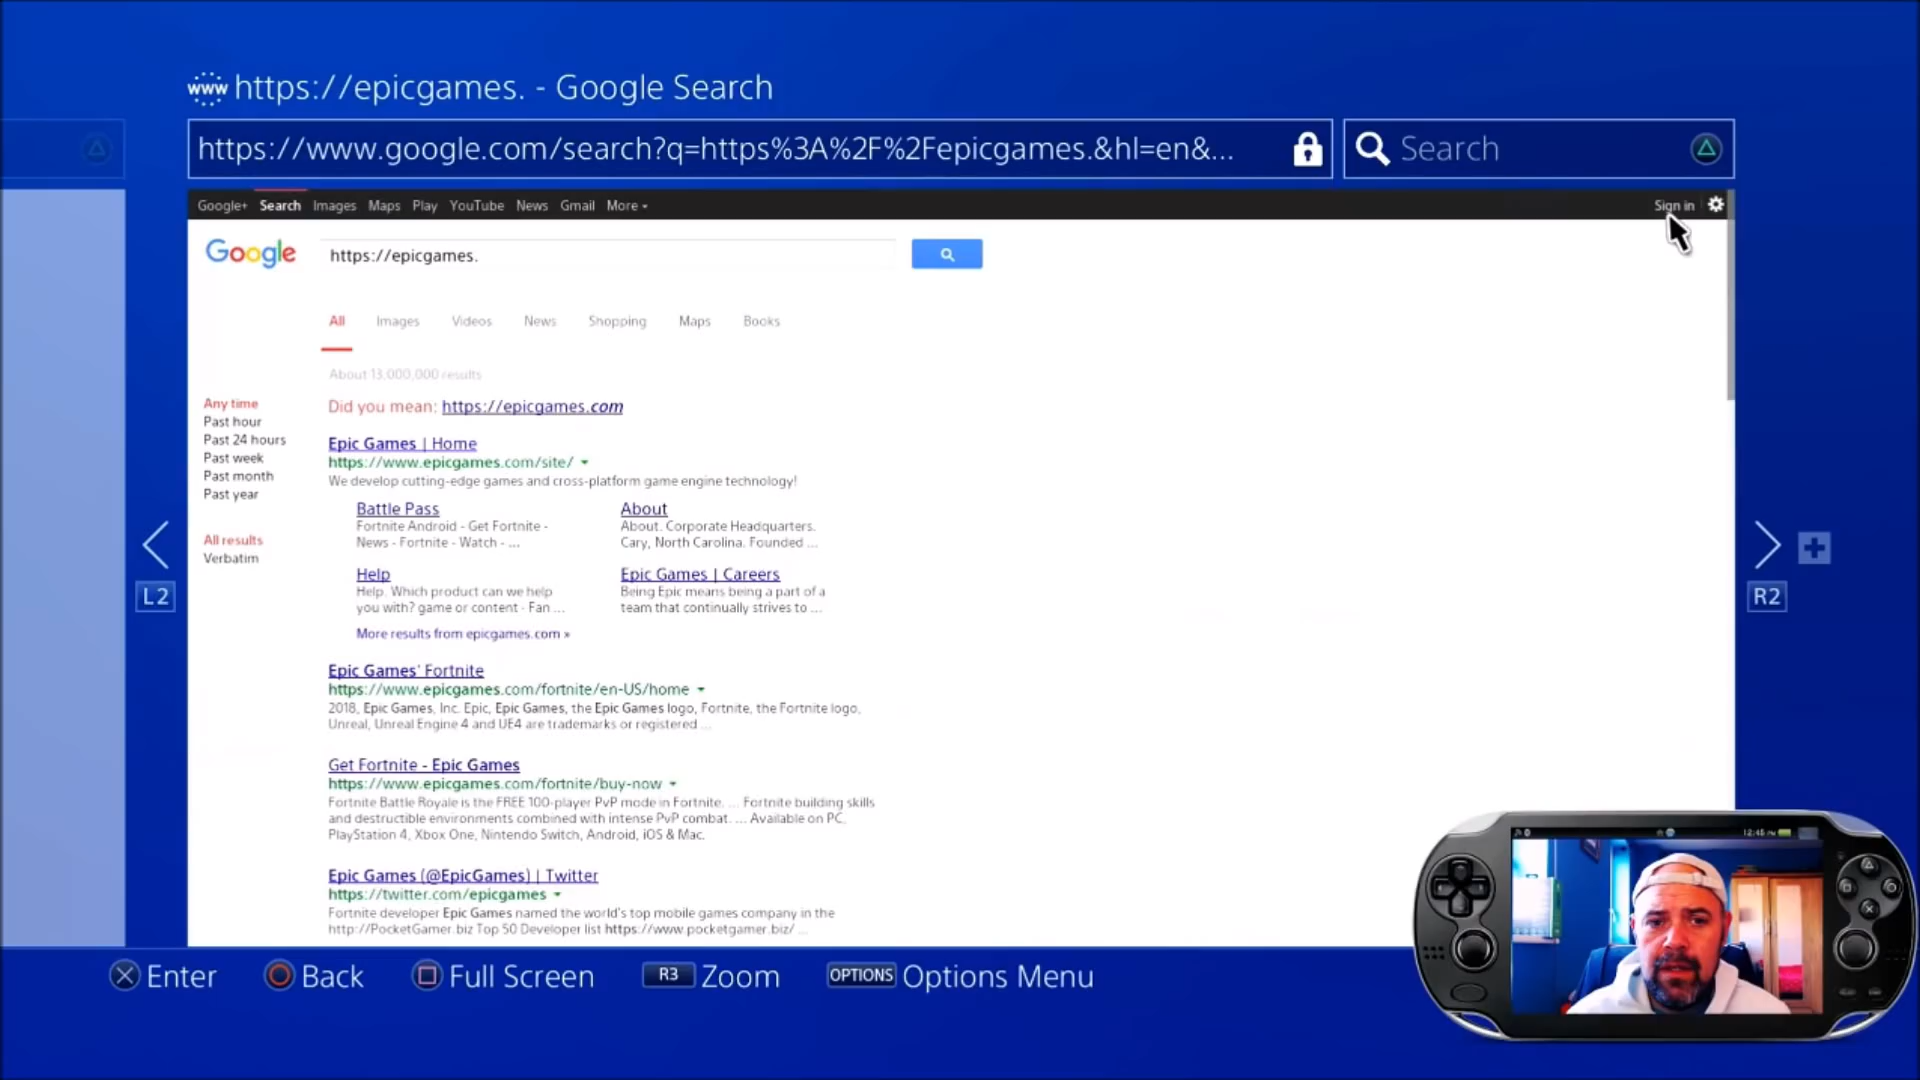 www https://epicgames. - Google Search
https://www.google.com/search?q=https%3A%2F%2Fepicgames.&hl=en&...
Search
Google+ Search Images Maps Play YouTube News Gmail More
Sign in
Google
https://epicgames.
All Images Videos News Shopping Maps Books
About 13,000,000 results
Any time
Past hour
Past 24 hours
Past week
Past month
Past year
All results
Verbatim
Did you mean: https://epicgames.com
Epic Games | Home
https://www.epicgames.com/site/
We develop cutting-edge games and cross-platform game engine technology!
Battle Pass
Fortnite Android - Get Fortnite -
News - Fortnite - Watch - ...
About
About. Corporate Headquarters.
Cary, North Carolina. Founded ...
Help
Help. Which product can we help
you with? game or content - Fan ...
Epic Games | Careers
Being Epic means being a part of a
team that continually strives to ...
More results from epicgames.com »
Epic Games' Fortnite
https://www.epicgames.com/fortnite/en-US/home
2018, Epic Games, Inc. Epic, Epic Games, the Epic Games logo, Fortnite, the Fortnite logo,
Unreal, Unreal Engine 4 and UE4 are trademarks or registered ...
Get Fortnite - Epic Games
https://www.epicgames.com/fortnite/buy-now
Fortnite Battle Royale is the FREE 100-player PvP mode in Fortnite. ... Fortnite building skills
and destructible environments combined with intense PvP combat. ... Available on PC,
PlayStation 4, Xbox One, Nintendo Switch, Android, iOS & Mac.
Epic Games (@EpicGames) | Twitter
https://twitter.com/epicgames
Fortnite developer Epic Games named the world's top mobile games company in the
http://PocketGamer.biz Top 50 Developer list https://www.pocketgamer.biz/ ...
L2
R2
12:45 PM
Enter Back Full Screen R3 Zoom OPTIONS Options Menu